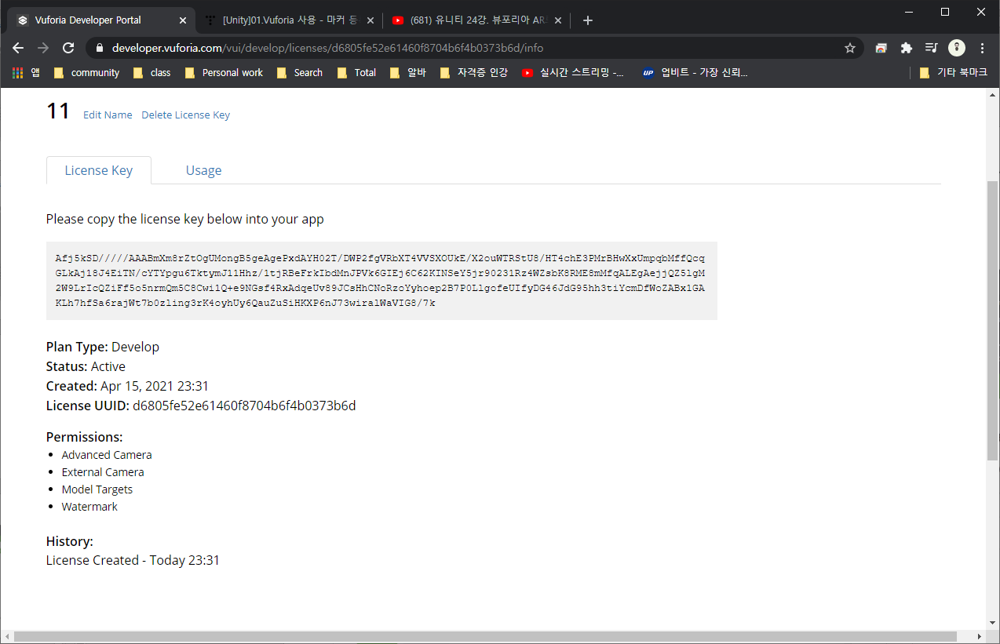 Vuforia Developer Portal
[Unity]01.Vuforia 사용 - 마커 등
(681) 유니티 24강. 뷰포리아 AR
developer.vuforia.com/vui/develop/licenses/d6805fe52e61460f8704b6f4b0373b6d/info
앱 community class Personal work Search Total 알바 자격증 인강 실시간 스트리밍 -... UP 업비트 - 가장 신뢰... 기타 북마크
11 Edit Name Delete License Key
License Key Usage
Please copy the license key below into your app
Afj5kSD/////AAABmXm8rZtOgUMongB5geAgePxdAYH02T/DWP2fgVRbXT4VVSXOUkE/X2ouWTRStU8/HT4chE3PMrBHwXxUmpqbMffQcq
GLkAj18J4EiTN/cYTYpgu6TktymJ11Hhz/1tjRBeFrkIbdMnJPVk6GIEj6C62KINSeY5jr90231Rz4WZsbK8RME8mMfqALEgAejjQZ5lgM
2W9LrIcQZiFf5o5nrmQm5C8Cwi1Q+e9NGsf4RxAdqeUv89JCsHhCNoRzoYyhoep2B7P0LlgofeUIfyDG46JdG95hh3tiYcmDfWoZABx1GA
KLh7hfSa6rajWt7b0zling3rK4oyhUy6QauZuSiHKXP6nJ73wiralWaVIG8/7k
Plan Type: Develop
Status: Active
Created: Apr 15, 2021 23:31
License UUID: d6805fe52e61460f8704b6f4b0373b6d
Permissions:
• Advanced Camera
• External Camera
• Model Targets
• Watermark
History:
License Created - Today 23:31